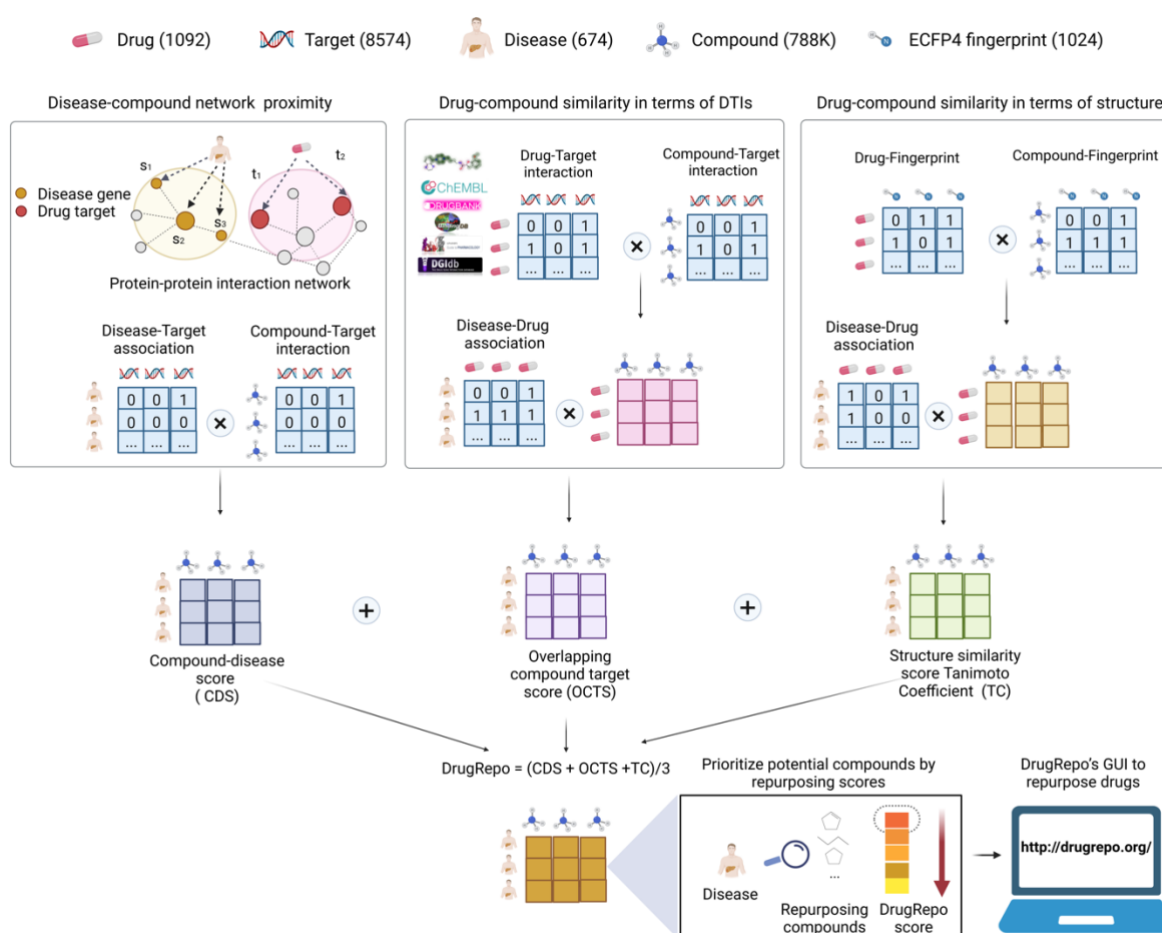 Drug (1092)
Target (8574)
Disease (674)
Compound (788K)
ECFP4 fingerprint (1024)
Disease-compound network proximity
S1
t2
t1
Disease gene
Drug target
S2
S3
Protein-protein interaction network
Disease-Target
association
Compound-Target
interaction
0 0 1
0 0 0
... ... ...
0 0 1
0 0 0
... ... ...
Drug-compound similarity in terms of DTIs
ChEMBL
DRUGBANK
DGIdb
Drug-Target
interaction
Compound-Target
interaction
0 0 1
1 0 1
... ... ...
0 0 1
1 0 1
... ... ...
Disease-Drug
association
0 0 1
1 1 1
... ... ...
Drug-compound similarity in terms of structure
Drug-Fingerprint
Compound-Fingerprint
0 1 1
1 0 1
... ... ...
0 0 1
1 1 1
... ... ...
Disease-Drug
association
1 0 1
1 0 0
... ... ...
Compound-disease
score
( CDS)
+
Overlapping
compound target
score (OCTS)
+
Structure similarity
score Tanimoto
Coefficient (TC)
DrugRepo = (CDS + OCTS +TC)/3
Prioritize potential compounds by
repurposing scores
Disease
...
Repurposing
compounds
DrugRepo
score
DrugRepo's GUI to
repurpose drugs
http://drugrepo.org/